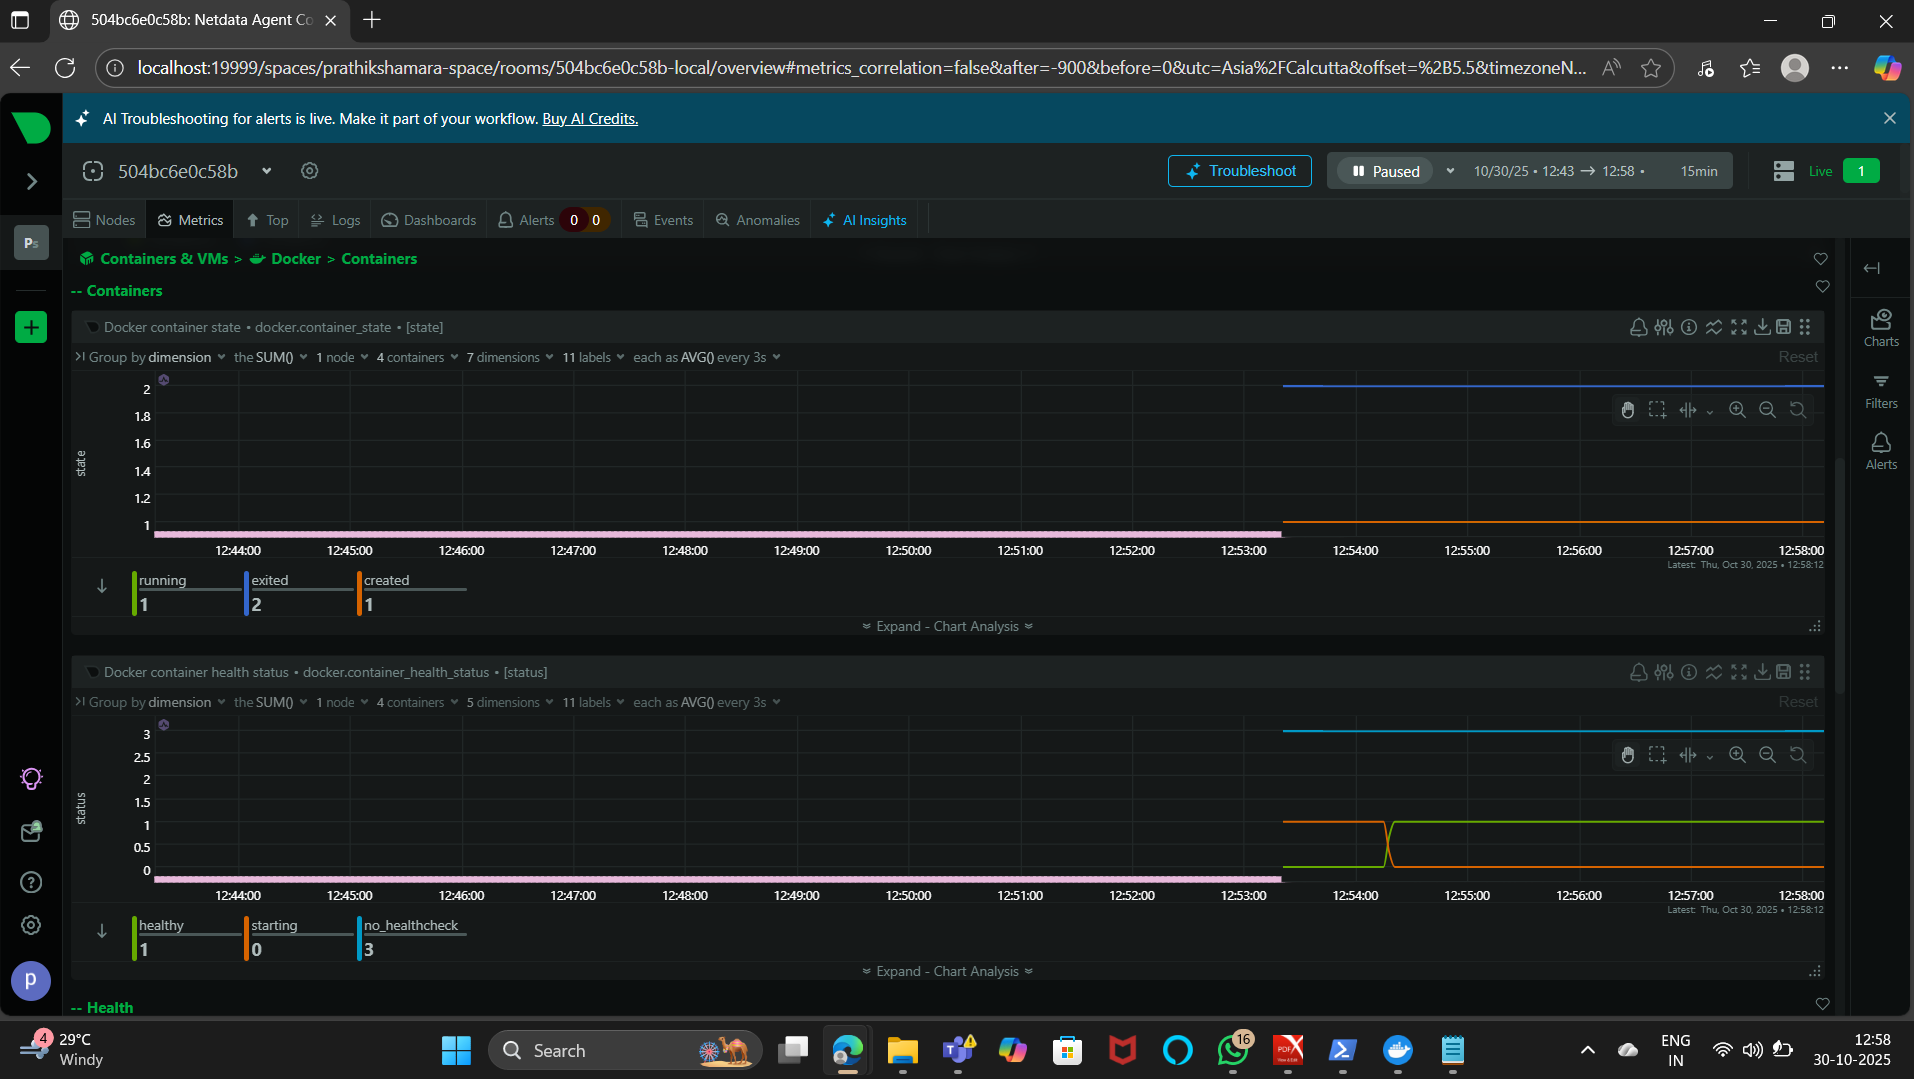 504bc6e0c58b: Netdata Agent Co
localhost:19999/spaces/prathikshamara-space/rooms/504bc6e0c58b-local/overview#metrics_correlation=false&after=-900&before=0&utc=Asia%2FCalcutta&offset=%2B5.5&timezoneN...
AI Troubleshooting for alerts is live. Make it part of your workflow. Buy AI Credits.
504bc6e0c58b
Troubleshoot
Paused
10/30/25 • 12:43 → 12:58 •
15min
Live
1
Nodes
Metrics
Top
Logs
Dashboards
Alerts 0 0
Events
Anomalies
AI Insights
Ps
Containers & VMs > Docker > Containers
-- Containers
Docker container state • docker.container_state • [state]
Group by dimension the SUM() 1 node 4 containers 7 dimensions 11 labels each as AVG() every 3s
Reset
state
2
1.8
1.6
1.4
1.2
1
12:44:00 12:45:00 12:46:00 12:47:00 12:48:00 12:49:00 12:50:00 12:51:00 12:52:00 12:53:00 12:54:00 12:55:00 12:56:00 12:57:00 12:58:00
Latest: Thu, Oct 30, 2025 • 12:58:12
running
1
exited
2
created
1
Expand - Chart Analysis
Docker container health status • docker.container_health_status • [status]
Group by dimension the SUM() 1 node 4 containers 5 dimensions 11 labels each as AVG() every 3s
Reset
status
3
2.5
2
1.5
1
0.5
0
12:44:00 12:45:00 12:46:00 12:47:00 12:48:00 12:49:00 12:50:00 12:51:00 12:52:00 12:53:00 12:54:00 12:55:00 12:56:00 12:57:00 12:58:00
Latest: Thu, Oct 30, 2025 • 12:58:12
healthy
1
starting
0
no_healthcheck
3
Expand - Chart Analysis
-- Health
Charts
Filters
Alerts
p
4
29°C
Windy
Search
16
PDF
ENG
IN
12:58
30-10-2025